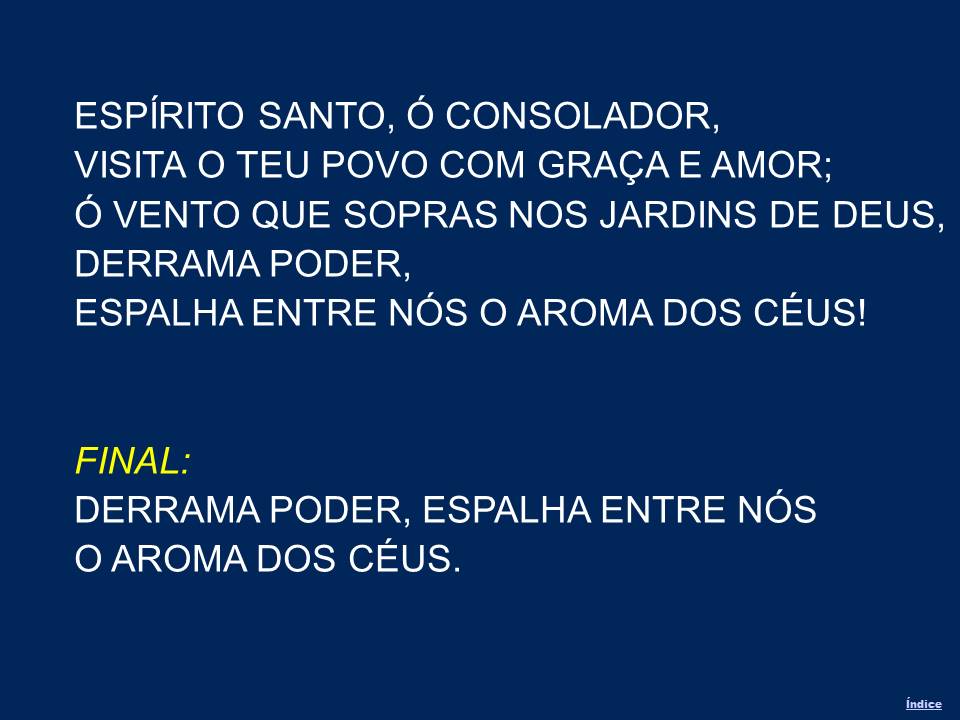 ESPÍRITO SANTO, Ó CONSOLADOR,
VISITA O TEU POVO COM GRAÇA E AMOR;
Ó VENTO QUE SOPRAS NOS JARDINS DE DEUS,
DERRAMA PODER,
ESPALHA ENTRE NÓS O AROMA DOS CÉUS!
FINAL:
DERRAMA PODER, ESPALHA ENTRE NÓS
O AROMA DOS CÉUS.
Índice